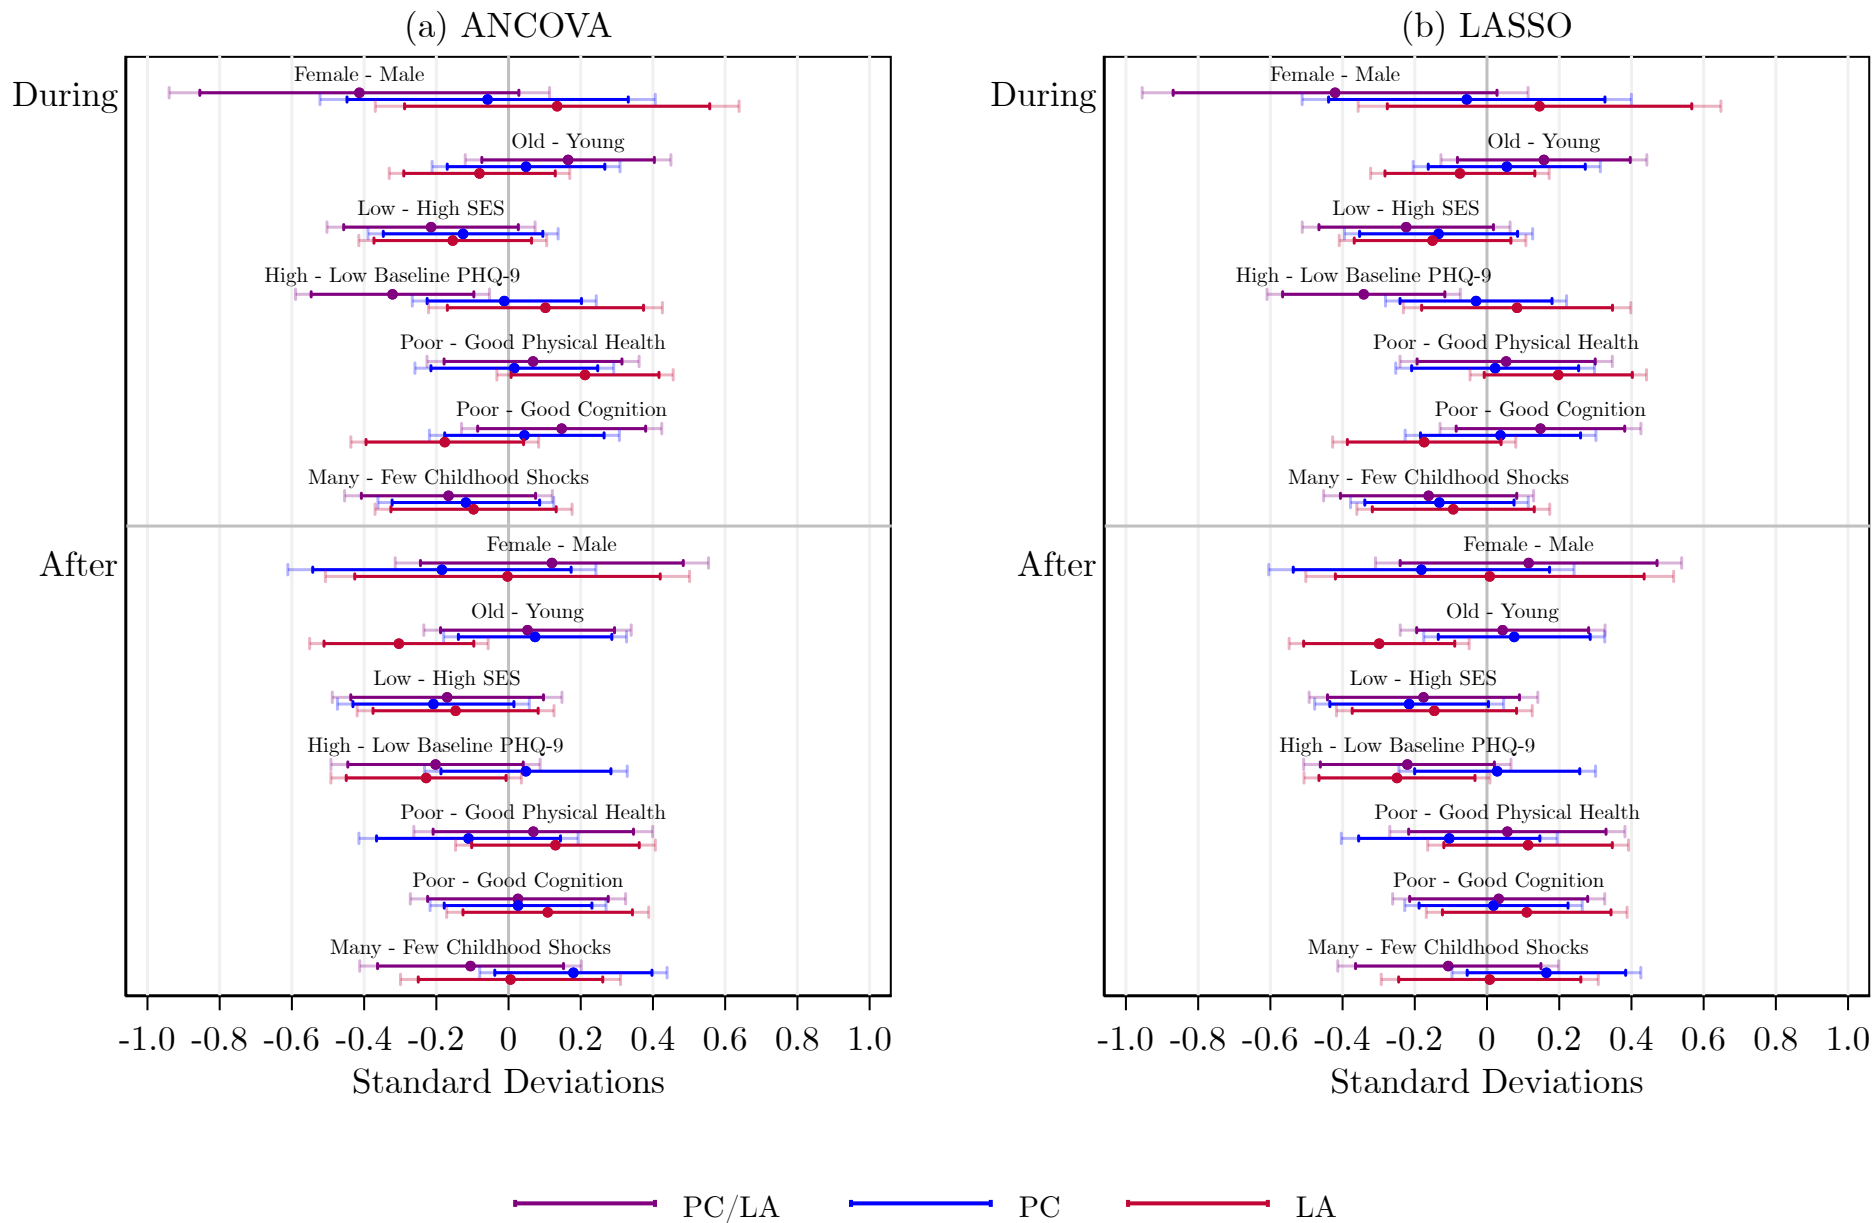 (a) ANCOVA
During
Female - Male
Old - Young
Low - High SES
High - Low Baseline PHQ-9
Poor - Good Physical Health
Poor - Good Cognition
Many - Few Childhood Shocks
After
Female - Male
Old - Young
Low - High SES
High - Low Baseline PHQ-9
Poor - Good Physical Health
Poor - Good Cognition
Many - Few Childhood Shocks
-1.0 -0.8 -0.6 -0.4 -0.2 0 0.2 0.4 0.6 0.8 1.0
Standard Deviations
(b) LASSO
During
Female - Male
Old - Young
Low - High SES
High - Low Baseline PHQ-9
Poor - Good Physical Health
Poor - Good Cognition
Many - Few Childhood Shocks
After
Female - Male
Old - Young
Low - High SES
High - Low Baseline PHQ-9
Poor - Good Physical Health
Poor - Good Cognition
Many - Few Childhood Shocks
-1.0 -0.8 -0.6 -0.4 -0.2 0 0.2 0.4 0.6 0.8 1.0
Standard Deviations
PC/LA PC LA